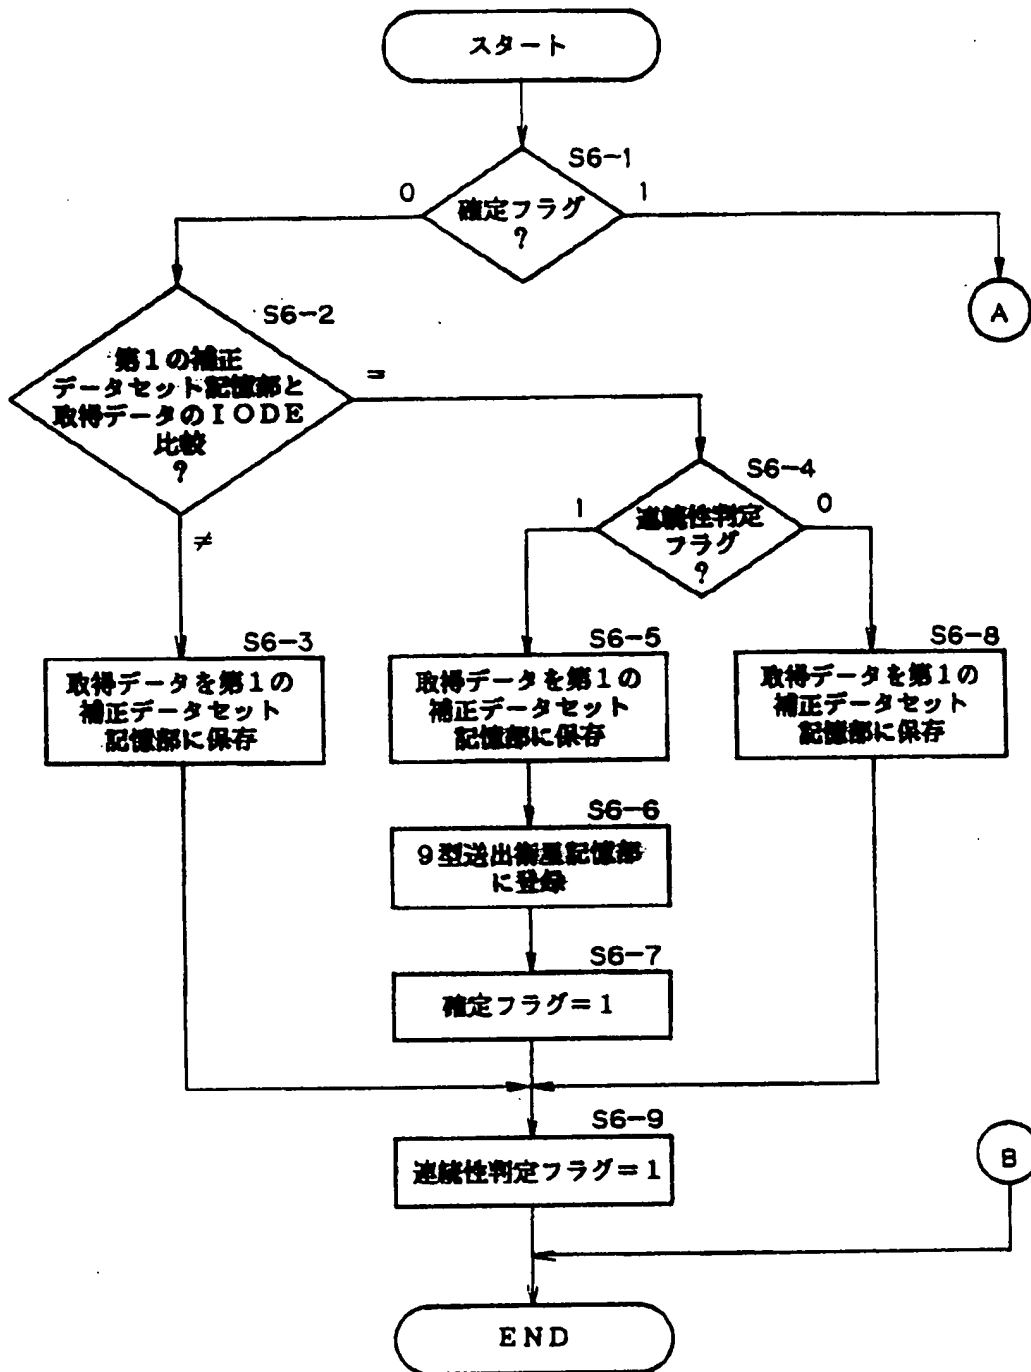 スタート
S6-1
0
1
確定フラグ
?
A
S6-2
第1の補正
データセット記憶部と
取得データのIODE
比較
?
=
≠
S6-4
1
0
連続性判定
フラグ
?
S6-3
取得データを第1の
補正データセット
記憶部に保存
S6-5
取得データを第1の
補正データセット
記憶部に保存
S6-8
取得データを第1の
補正データセット
記憶部に保存
S6-6
9型送出衛星記憶部
に登録
S6-7
確定フラグ=1
S6-9
連続性判定フラグ=1
B
END